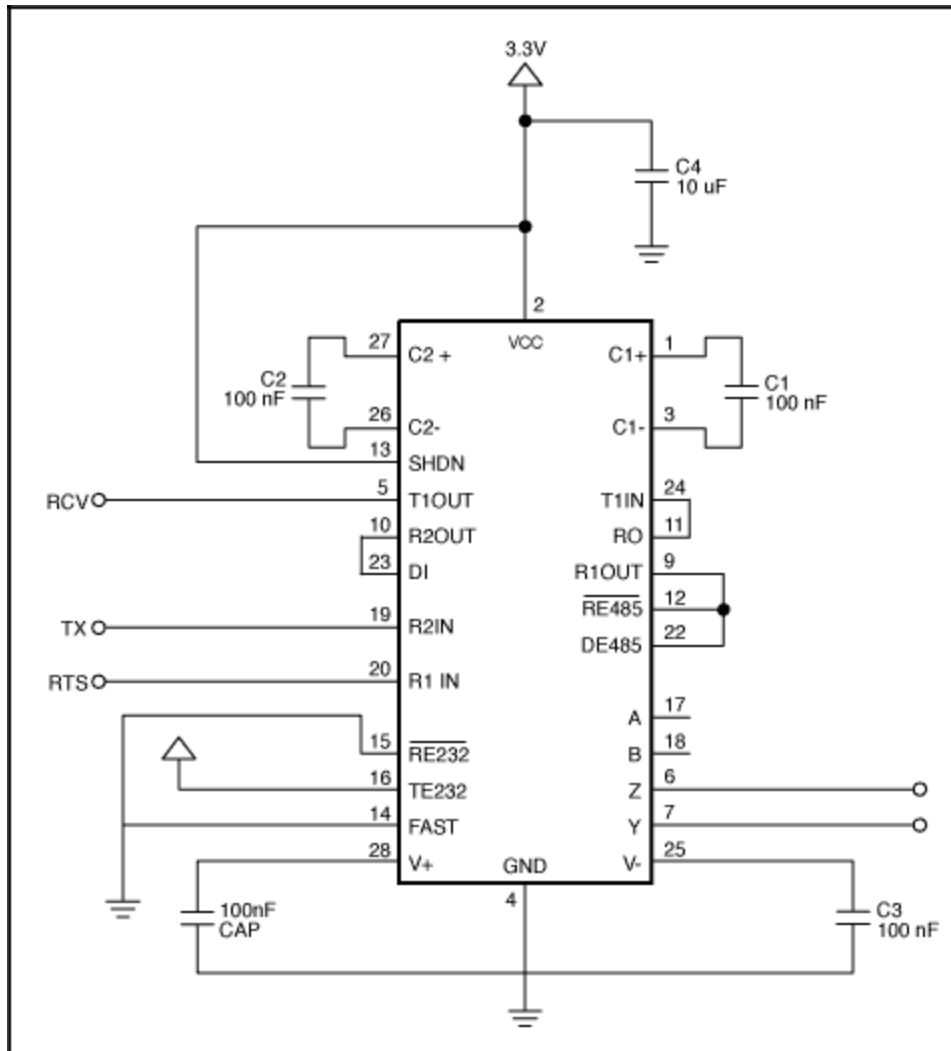 3.3V
C4
10 uF
2
VCC
27
C2 +
C1+
1
C2
100 nF
C1
100 nF
26
C2-
C1-
3
13
SHDN
RCV
5
T1OUT
T1IN
24
10
R2OUT
RO
11
23
DI
R1OUT
9
RE485
12
TX
19
R2IN
DE485
22
RTS
20
R1 IN
A
17
15
RE232
B
18
16
TE232
Z
6
14
FAST
Y
7
28
V+
GND
V-
25
4
100nF
CAP
C3
100 nF